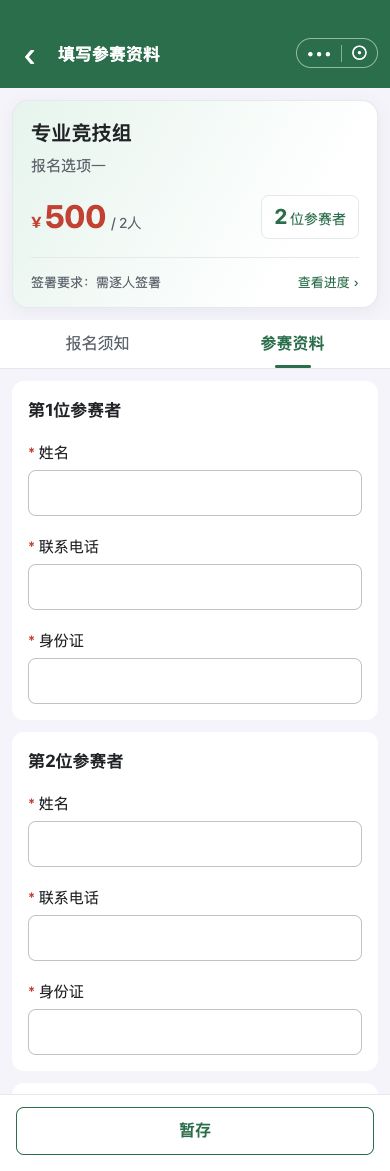 填写参赛资料
专业竞技组
报名选项一
¥500 / 2人
2位参赛者
签署要求：需逐人签署
查看进度 ›
报名须知
参赛资料
第1位参赛者
* 姓名
* 联系电话
* 身份证
第2位参赛者
* 姓名
* 联系电话
* 身份证
暂存